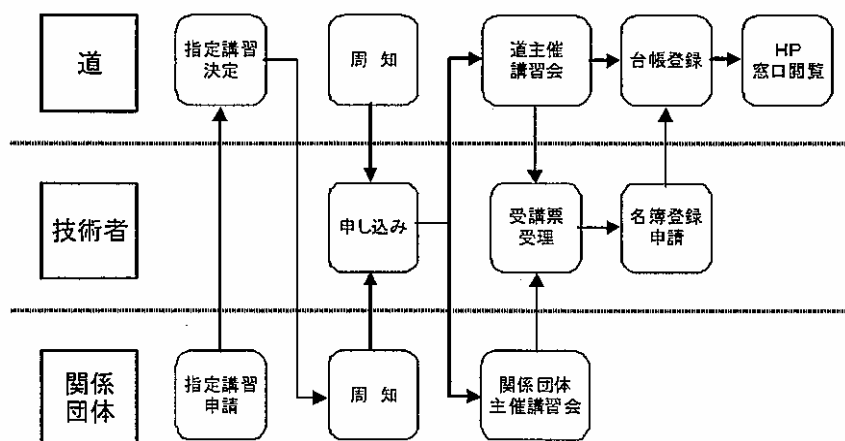 道
指定講習
決定
周 知
道主催
講習会
台帳登録
HP
窓口閲覧
技術者
申し込み
受講票
受理
名簿登録
申請
関係
団体
指定講習
申請
周 知
関係団体
主催講習会